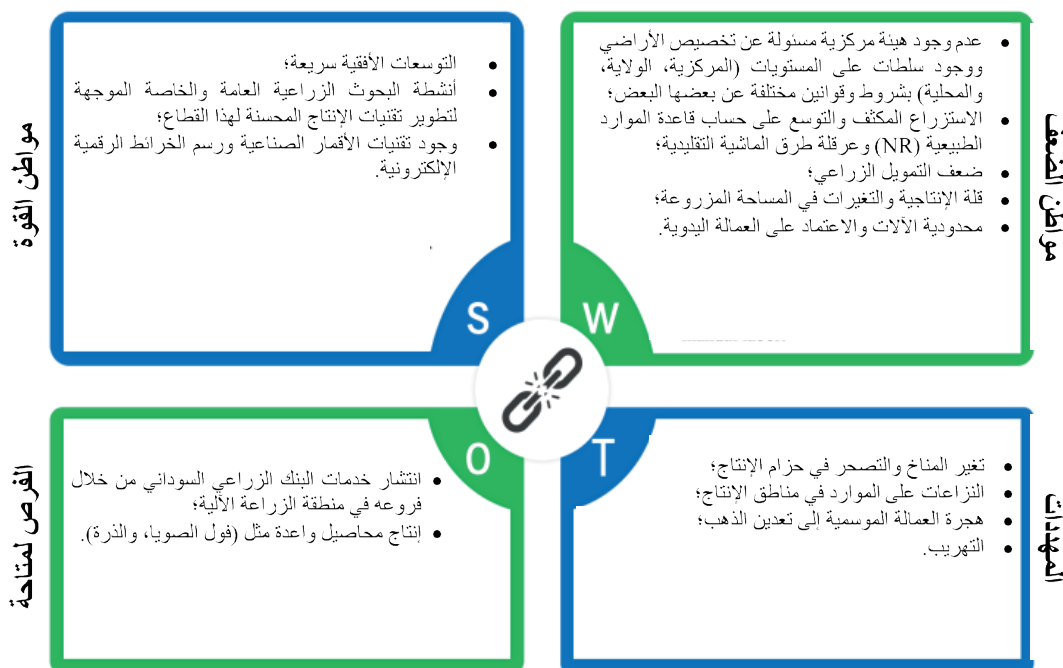 مواطن القوة
التوسعات الأفقية سريعة؛
أنشطة البحوث الزراعية العامة والخاصة الموجهة
لتطوير تقنيات الإنتاج المحسنة لهذا القطاع؛
وجود تقنيات الأقمار الصناعية ورسم الخرائط الرقمية
الإلكترونية.
S
مواطن الضعف
عدم وجود هيئة مركزية مسئولة عن تخصيص الأراضي
ووجود سلطات على المستويات (المركزية، الولاية،
والمحلية) بشروط وقوانين مختلفة عن بعضها البعض؛
الاستزراع المكثف والتوسع على حساب قاعدة الموارد
الطبيعية (NR) وعرقلة طرق الماشية التقليدية؛
ضعف التمويل الزراعي؛
قلة الإنتاجية والتغيرات في المساحة المزروعة؛
محدودية الآلات والاعتماد على العمالة اليدوية.
W
الفرص لمتاحة
انتشار خدمات البنك الزراعي السوداني من خلال
فروعه في منطقة الزراعة الآلية؛
إنتاج محاصيل واعدة مثل (فول الصويا، والذرة).
O
المهددات
تغير المناخ والتصحر في حزام الإنتاج؛
النزاعات على الموارد في مناطق الإنتاج؛
هجرة العمالة الموسمية إلى تعدين الذهب؛
التهريب.
T